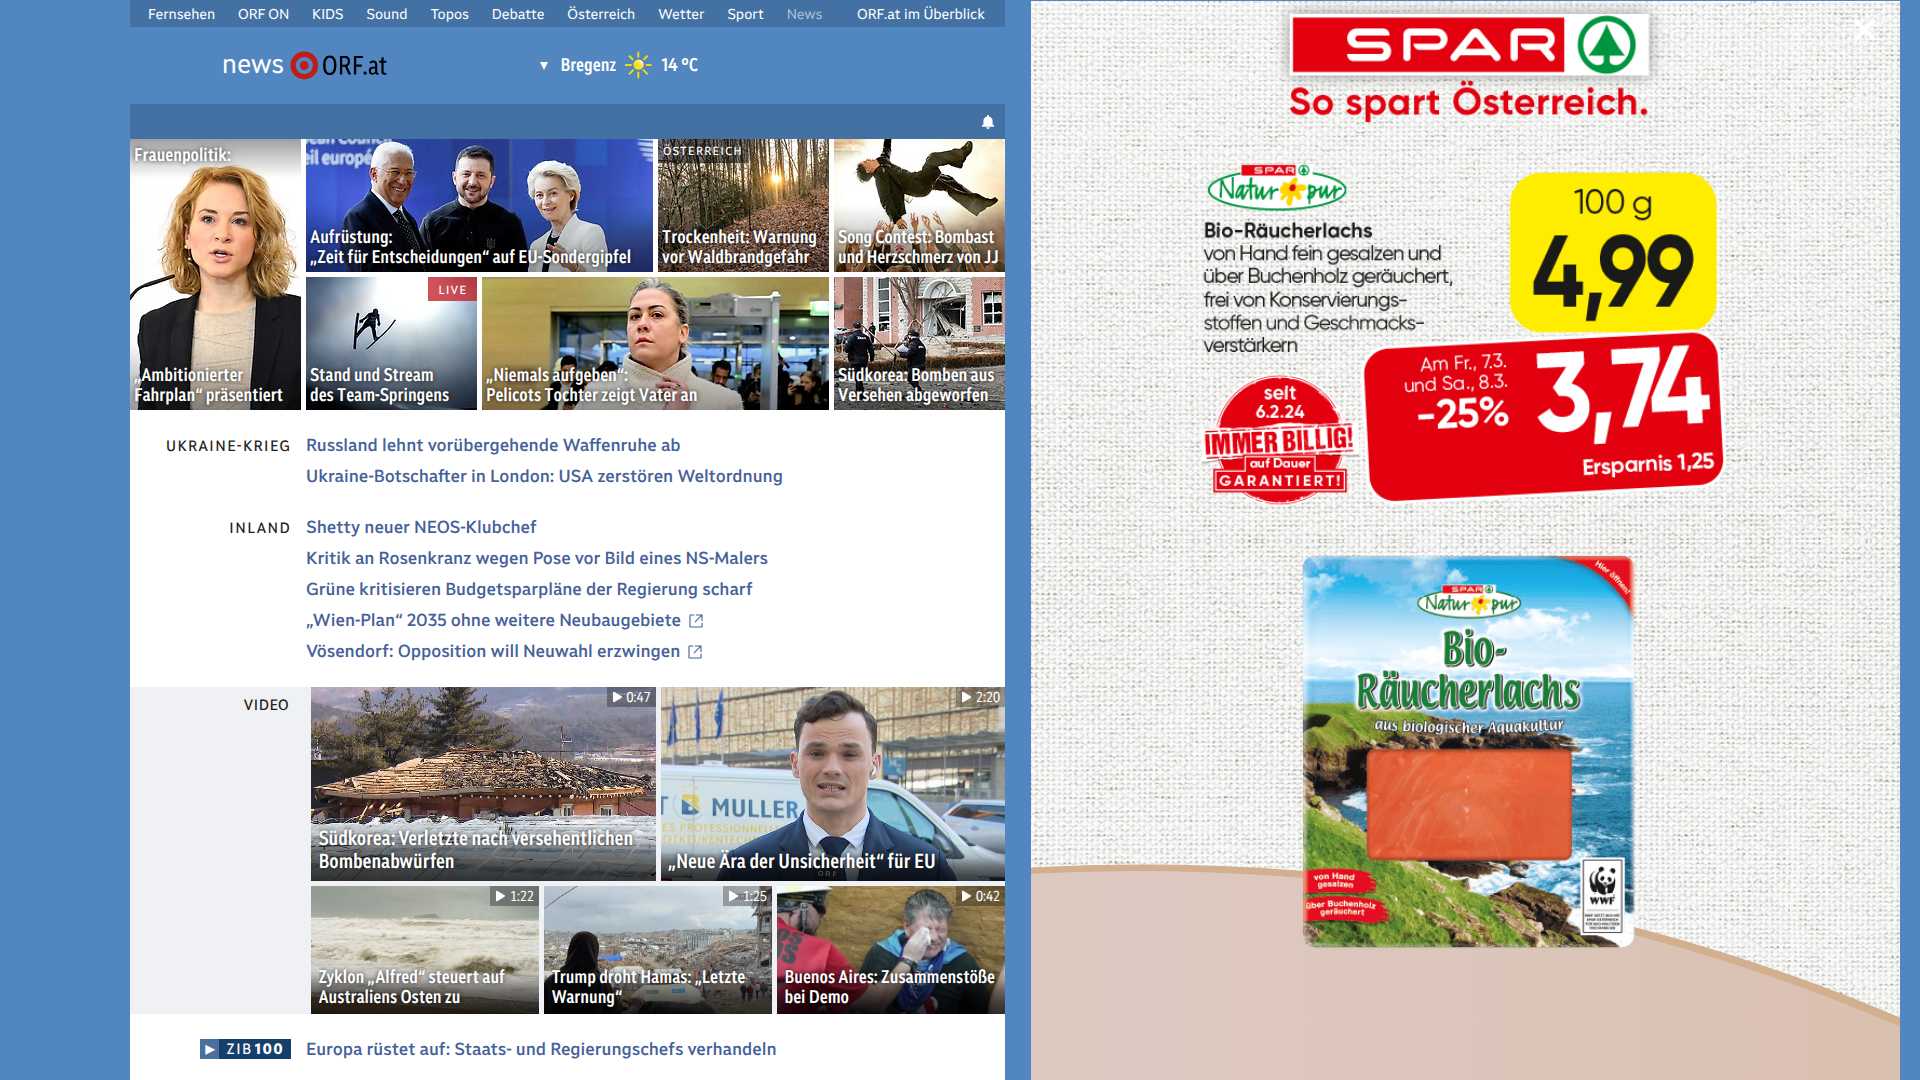 Fernsehen ORF ON KIDS Sound Topos Debatte Österreich Wetter Sport News ORF.at im Überblick
news ORF.at
▼ Bregenz 14 °C
Frauenpolitik:
„Ambitionierter
Fahrplan“ präsentiert
Aufrüstung:
„Zeit für Entscheidungen“ auf EU-Sondergipfel
ÖSTERREICH
Trockenheit: Warnung
vor Waldbrandgefahr
Song Contest: Bombast
und Herzschmerz von JJ
LIVE
Stand und Stream
des Team-Springens
„Niemals aufgeben“:
Pelicots Tochter zeigt Vater an
Südkorea: Bomben aus
Versehen abgeworfen
UKRAINE-KRIEG
Russland lehnt vorübergehende Waffenruhe ab
Ukraine-Botschafter in London: USA zerstören Weltordnung
INLAND
Shetty neuer NEOS-Klubchef
Kritik an Rosenkranz wegen Pose vor Bild eines NS-Malers
Grüne kritisieren Budgetsparpläne der Regierung scharf
„Wien-Plan“ 2035 ohne weitere Neubaugebiete
Vösendorf: Opposition will Neuwahl erzwingen
VIDEO
0:47
Südkorea: Verletzte nach versehentlichen
Bombenabwürfen
2:20
MULLER
„Neue Ära der Unsicherheit“ für EU
ORF
1:22
Zyklon „Alfred“ steuert auf
Australiens Osten zu
1:25
Trump droht Hamas: „Letzte
Warnung“
0:42
Buenos Aires: Zusammenstöße
bei Demo
ZIB100
Europa rüstet auf: Staats- und Regierungschefs verhandeln
SPAR
So spart Österreich.
SPAR
Natur pur
Bio-Räucherlachs
von Hand fein gesalzen und
über Buchenholz geräuchert,
frei von Konservierungs-
stoffen und Geschmacks-
verstärkern
100 g
4,99
Am Fr., 7.3.
und Sa., 8.3.
-25%
3,74
Ersparnis 1,25
seit
6.2.24
IMMER BILLIG!
auf Dauer
GARANTIERT!
Hier öffnen!
SPAR
Natur pur
Bio-
Räucherlachs
aus biologischer Aquakultur
von Hand
gesalzen
über Buchenholz
geräuchert
WWF